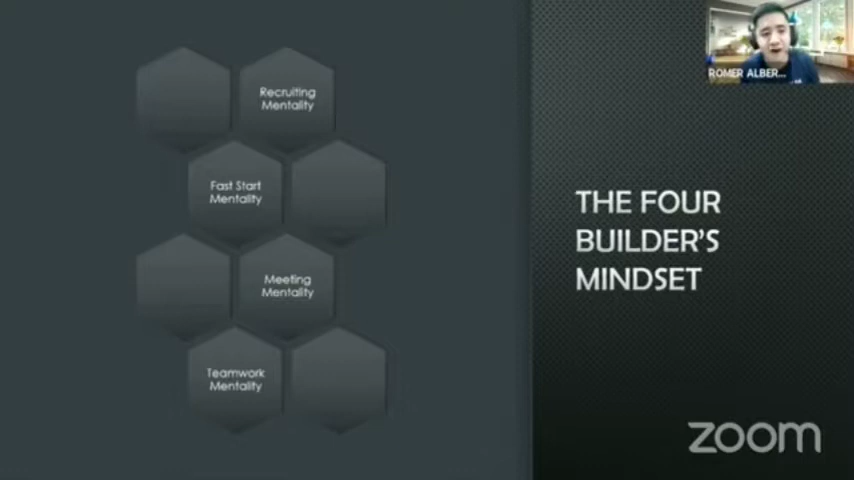 Recruiting
Mentality
Fast Start
Mentality
Meeting
Mentality
Teamwork
Mentality
THE FOUR
BUILDER'S
MINDSET
ROMER ALBER...
zoom